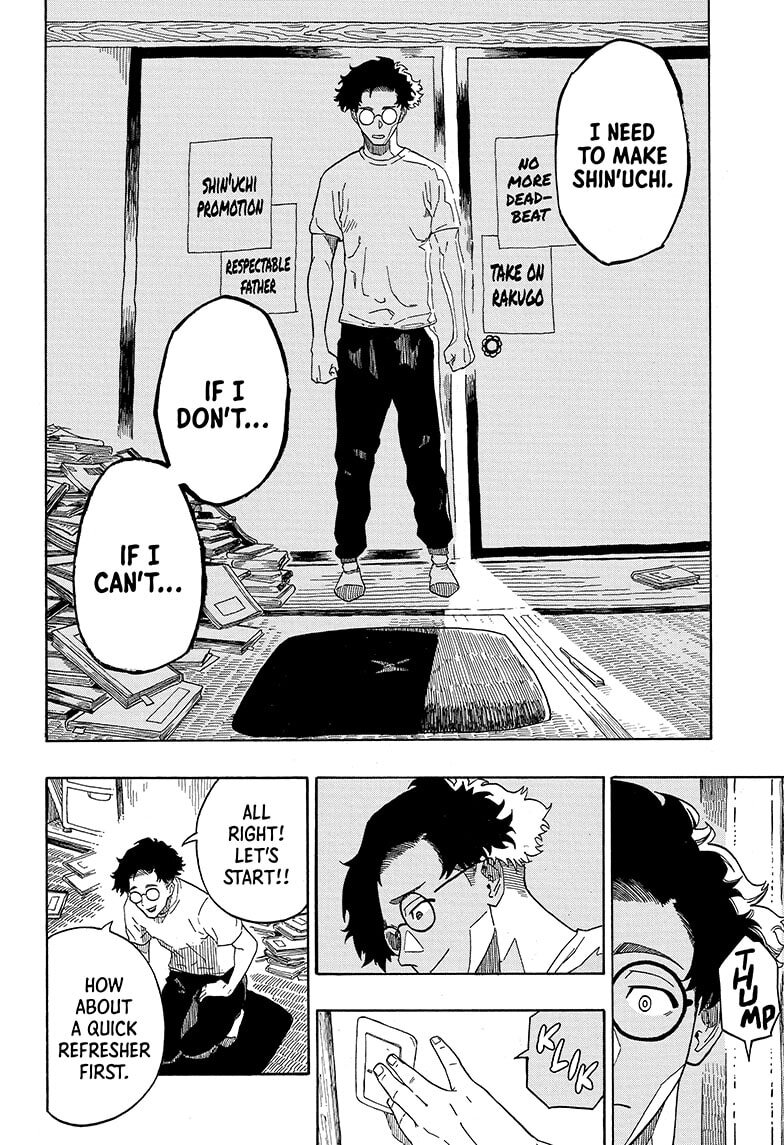 I NEED
TO MAKE
SHIN'UCHI.
NO
MORE
DEAD-
BEAT
TAKE ON
RAKUGO
SHIN'UCHI
PROMOTION
RESPECTABLE
FATHER
IF I
DON'T...
IF I
CAN'T...
THUMP
KLIK
ALL
RIGHT!
LET'S
START!!
HOW
ABOUT
A QUICK
REFRESHER
FIRST.